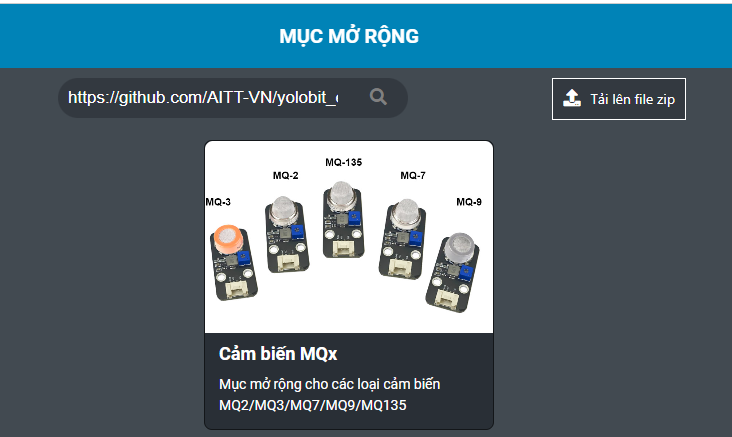 MỤC MỞ RỘNG
https://github.com/AITT-VN/yolobit_
Tải lên file zip
MQ-135
MQ-2
MQ-7
MQ-3
MQ-9
Cảm biến MQx
Mục mở rộng cho các loại cảm biến
MQ2/MQ3/MQ7/MQ9/MQ135